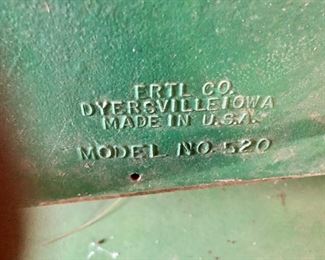 ERTL CO.
DYERSVILLE IOWA
MADE IN U.S.A.
MODEL NO. 520